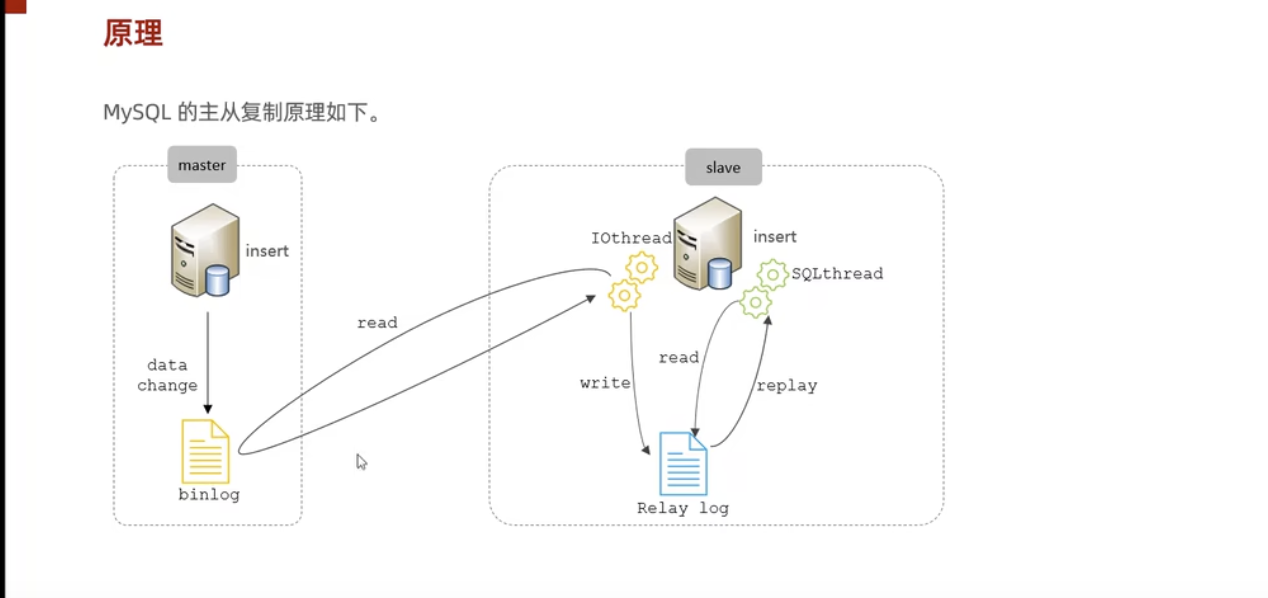 原理
MySQL 的主从复制原理如下。
master
slave
insert
IOthread
insert
SQLthread
read
data
change
read
write
replay
binlog
Relay log